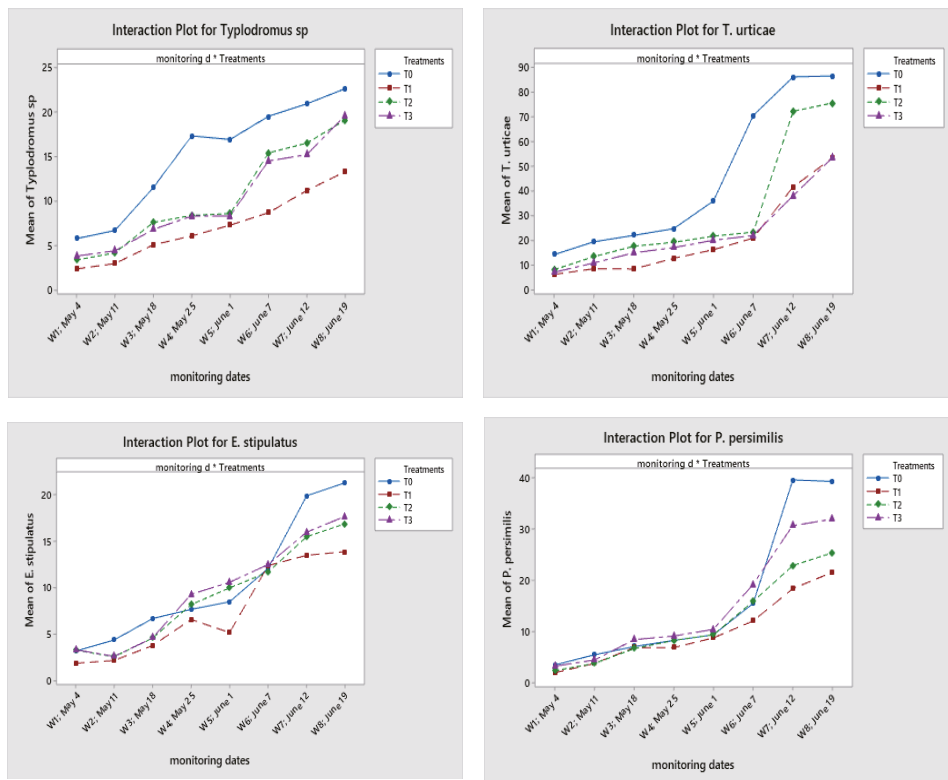 Interaction Plot for Typlodromus sp
monitoring d * Treatments
Treatments
T0
T1
T2
T3
25
20
15
10
5
0
Mean of Typlodromus sp
W1; May 4
W2; May 11
W3; May 18
W4; May 25
W5; June 1
W6; June 7
W7; June 12
W8; June 19
monitoring dates
Interaction Plot for T. urticae
monitoring d * Treatments
Treatments
T0
T1
T2
T3
90
80
70
60
50
40
30
20
10
0
Mean of T. urticae
W1; May 4
W2; May 11
W3; May 18
W4; May 25
W5; June 1
W6; June 7
W7; June 12
W8; June 19
monitoring dates
Interaction Plot for E. stipulatus
monitoring d * Treatments
Treatments
T0
T1
T2
T3
20
15
10
5
0
Mean of E. stipulatus
W1; May 4
W2; May 11
W3; May 18
W4; May 25
W5; June 1
W6; June 7
W7; June 12
W8; June 19
monitoring dates
Interaction Plot for P. persimilis
monitoring d * Treatments
Treatments
T0
T1
T2
T3
40
30
20
10
0
Mean of P. persimilis
W1; May 4
W2; May 11
W3; May 18
W4; May 25
W5; June 1
W6; June 7
W7; June 12
W8; June 19
monitoring dates